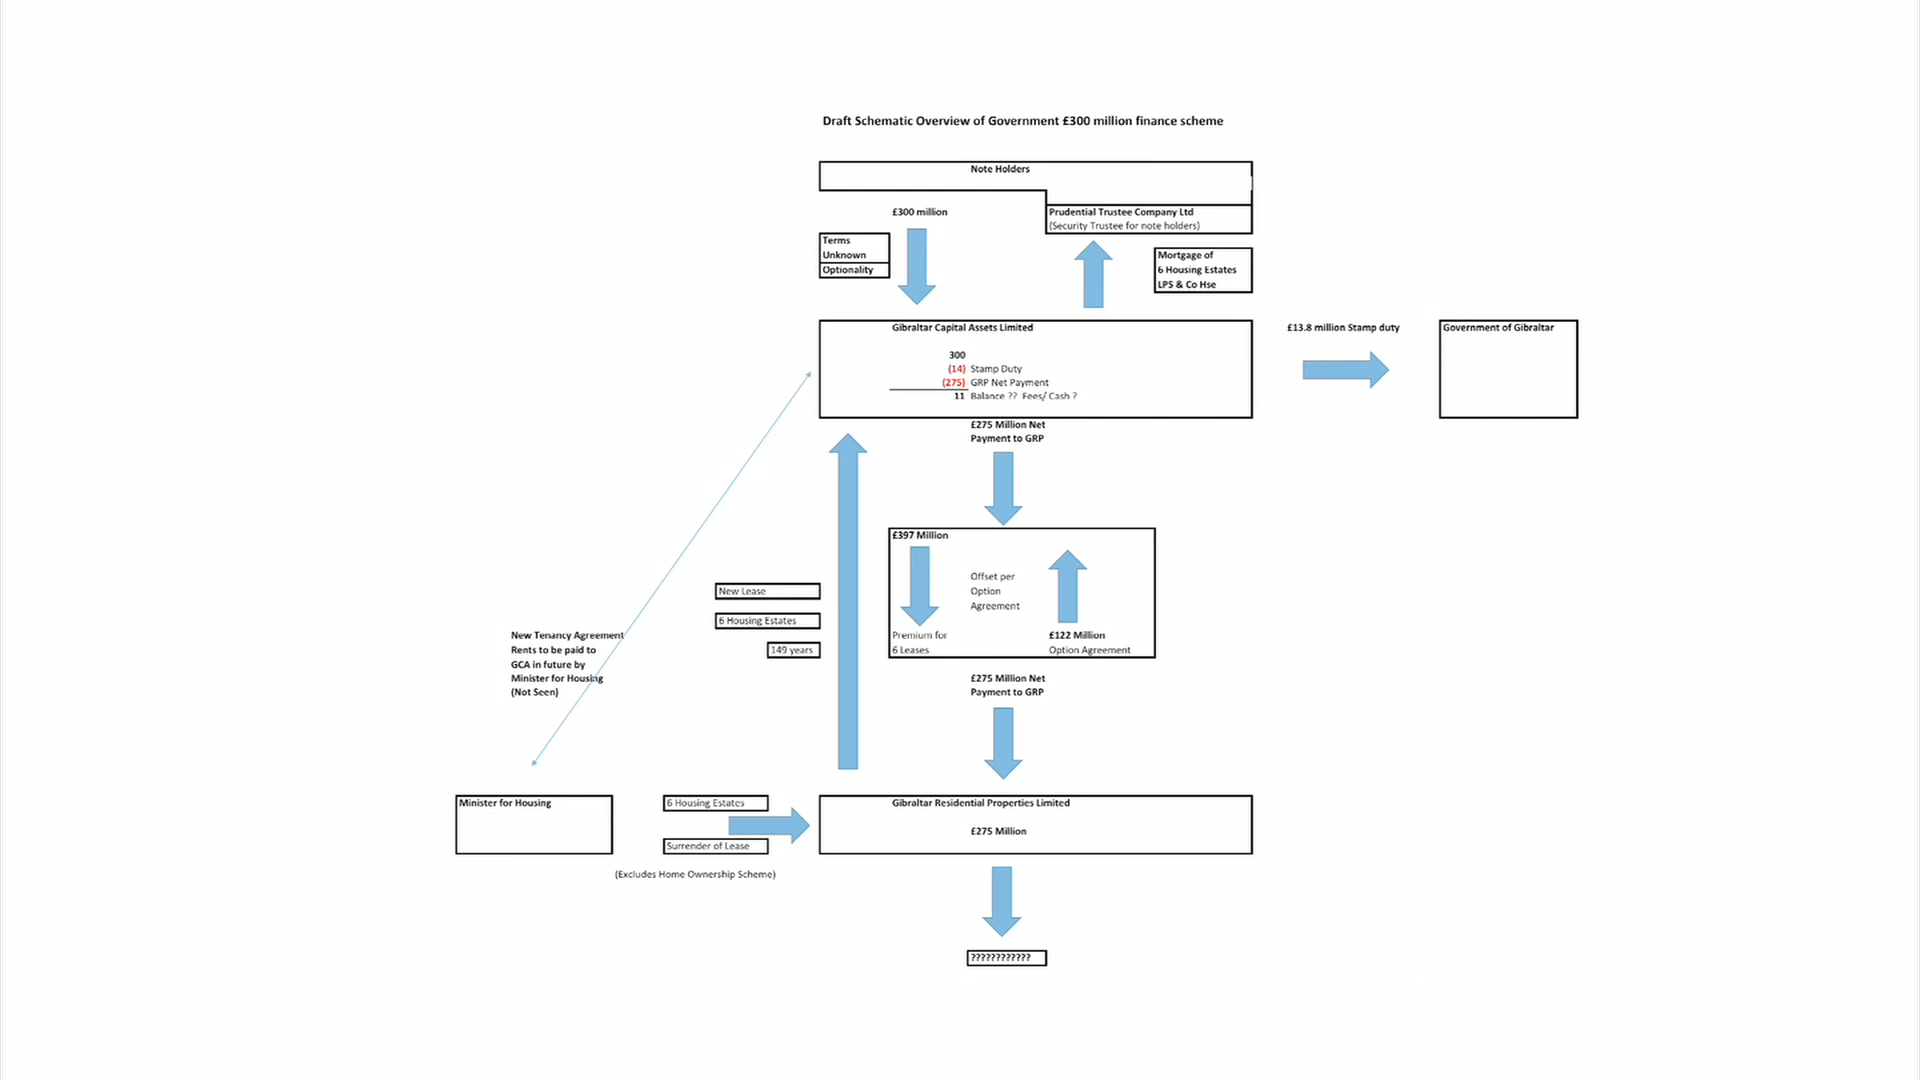 Draft Schematic Overview of Government £300 million finance scheme
Note Holders
£300 million
Prudential Trustee Company Ltd
(Security Trustee for note holders)
Terms
Unknown
Optionality
Mortgage of
6 Housing Estates
LPS & Co Hse
Gibraltar Capital Assets Limited
300
(14) Stamp Duty
(275) GRP Net Payment
11 Balance ?? Fees/ Cash ?
£13.8 million Stamp duty
Government of Gibraltar
£275 Million Net
Payment to GRP
£397 Million
Offset per
Option
Agreement
Premium for
6 Leases
£122 Million
Option Agreement
New Lease
6 Housing Estates
149 years
New Tenancy Agreement
Rents to be paid to
GCA in future by
Minister for Housing
(Not Seen)
£275 Million Net
Payment to GRP
Minister for Housing
6 Housing Estates
Surrender of Lease
(Excludes Home Ownership Scheme)
Gibraltar Residential Properties Limited
£275 Million
????????????